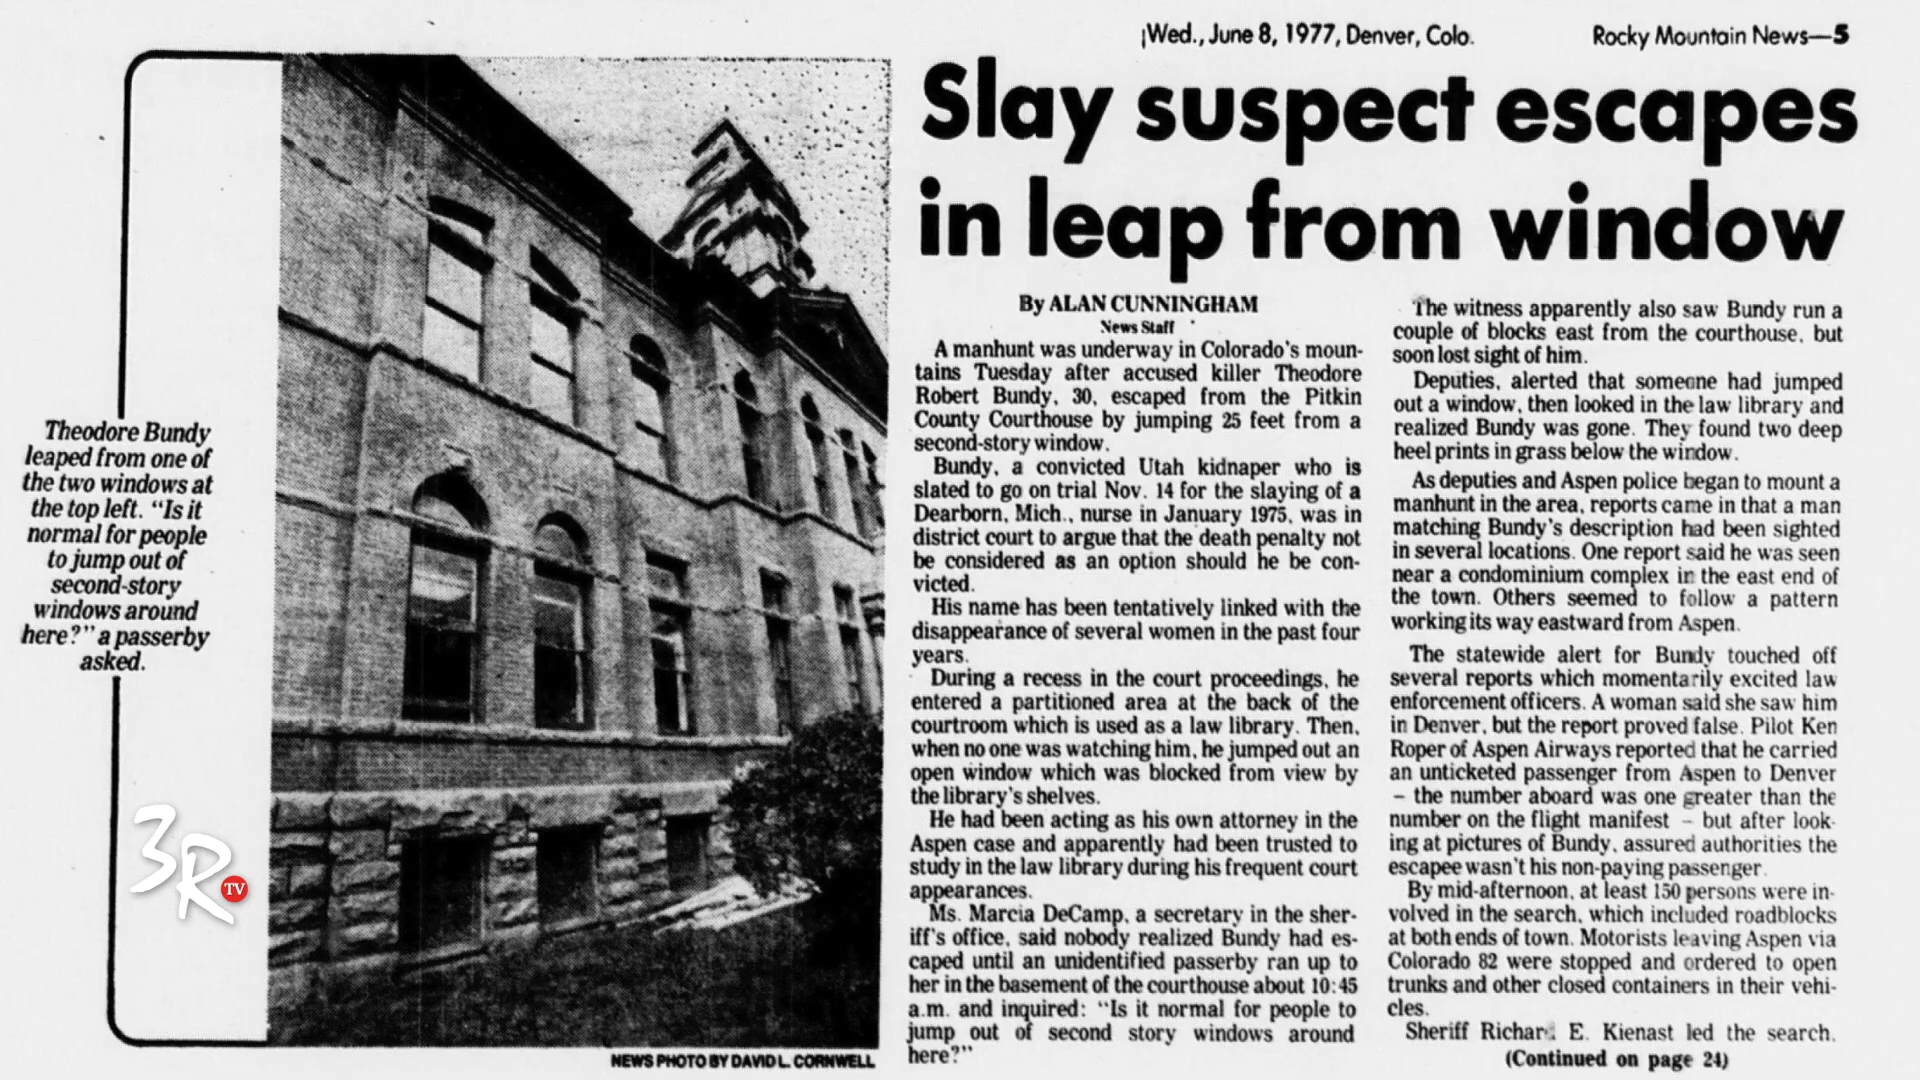 Wed., June 8, 1977, Denver, Colo.
Rocky Mountain News—5
Slay suspect escapes
in leap from window
Theodore Bundy
leaped from one of
the two windows at
the top left. “Is it
normal for people
to jump out of
second-story
windows around
here?” a passerby
asked.
3R TV
NEWS PHOTO BY DAVID L. CORNWELL
By ALAN CUNNINGHAM
News Staff
A manhunt was underway in Colorado’s moun-
tains Tuesday after accused killer Theodore
Robert Bundy, 30, escaped from the Pitkin
County Courthouse by jumping 25 feet from a
second-story window.
Bundy, a convicted Utah kidnaper who is
slated to go on trial Nov. 14 for the slaying of a
Dearborn, Mich., nurse in January 1975, was in
district court to argue that the death penalty not
be considered as an option should he be con-
victed.
His name has been tentatively linked with the
disappearance of several women in the past four
years.
During a recess in the court proceedings, he
entered a partitioned area at the back of the
courtroom which is used as a law library. Then,
when no one was watching him, he jumped out an
open window which was blocked from view by
the library’s shelves.
He had been acting as his own attorney in the
Aspen case and apparently had been trusted to
study in the law library during his frequent court
appearances.
Ms. Marcia DeCamp, a secretary in the sher-
iff’s office, said nobody realized Bundy had es-
caped until an unidentified passerby ran up to
her in the basement of the courthouse about 10:45
a.m. and inquired: “Is it normal for people to
jump out of second story windows around
here?”
The witness apparently also saw Bundy run a
couple of blocks east from the courthouse, but
soon lost sight of him.
Deputies, alerted that someone had jumped
out a window, then looked in the law library and
realized Bundy was gone. They found two deep
heel prints in grass below the window.
As deputies and Aspen police began to mount a
manhunt in the area, reports came in that a man
matching Bundy’s description had been sighted
in several locations. One report said he was seen
near a condominium complex in the east end of
the town. Others seemed to follow a pattern
working its way eastward from Aspen.
The statewide alert for Bundy touched off
several reports which momentarily excited law
enforcement officers. A woman said she saw him
in Denver, but the report proved false. Pilot Ken
Roper of Aspen Airways reported that he carried
an unticketed passenger from Aspen to Denver
– the number aboard was one greater than the
number on the flight manifest – but after look-
ing at pictures of Bundy, assured authorities the
escapee wasn’t his non-paying passenger.
By mid-afternoon, at least 150 persons were in-
volved in the search, which included roadblocks
at both ends of town. Motorists leaving Aspen via
Colorado 82 were stopped and ordered to open
trunks and other closed containers in their vehi-
cles.
Sheriff Richard E. Kienast led the search.
(Continued on page 24)